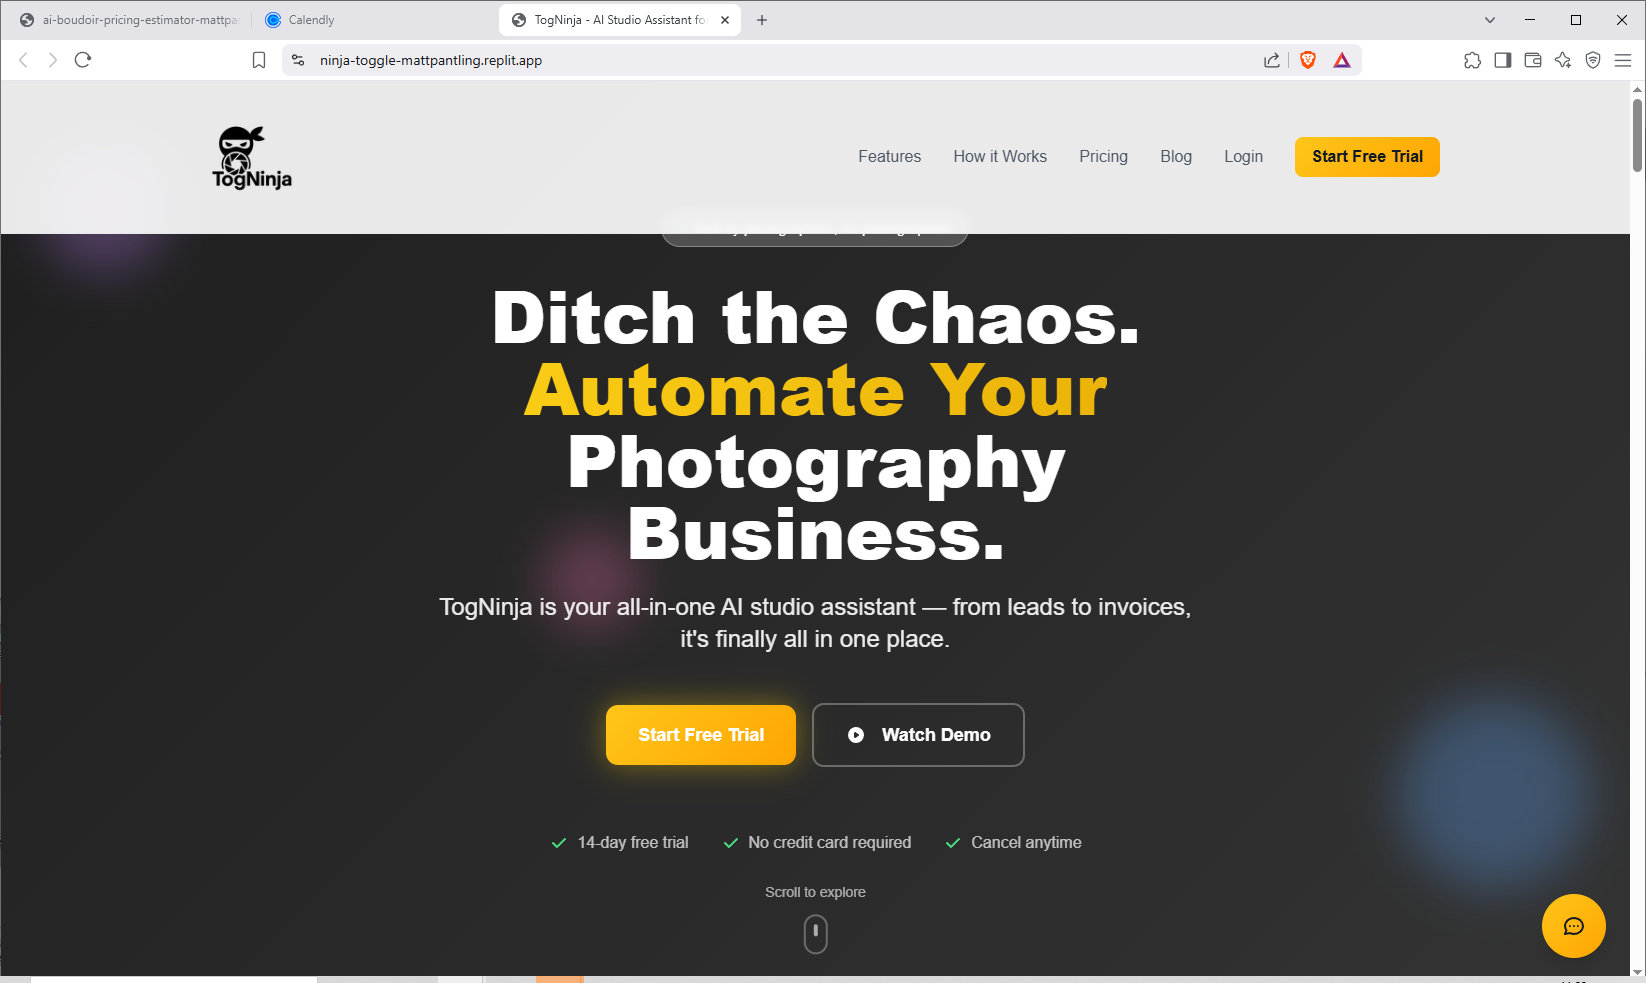 ai-boudoir-pricing-estimator-mattpa
Calendly
TogNinja - AI Studio Assistant fo
ninja-toggle-mattpantling.replit.app
TogNinja
Features
How it Works
Pricing
Blog
Login
Start Free Trial
Ditch the Chaos.
Automate Your
Photography
Business.
TogNinja is your all-in-one AI studio assistant — from leads to invoices,
it's finally all in one place.
Start Free Trial
Watch Demo
14-day free trial
No credit card required
Cancel anytime
Scroll to explore